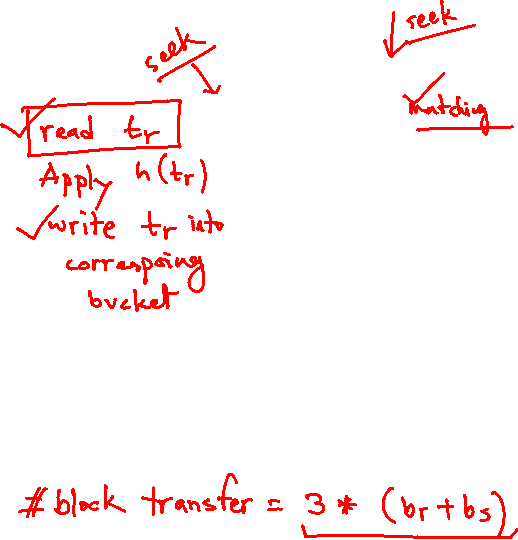 seek
seek
matching
read tr
Apply h(tr)
write tr into
correspoing
bucket
#block transfer = 3 * (br+bs)